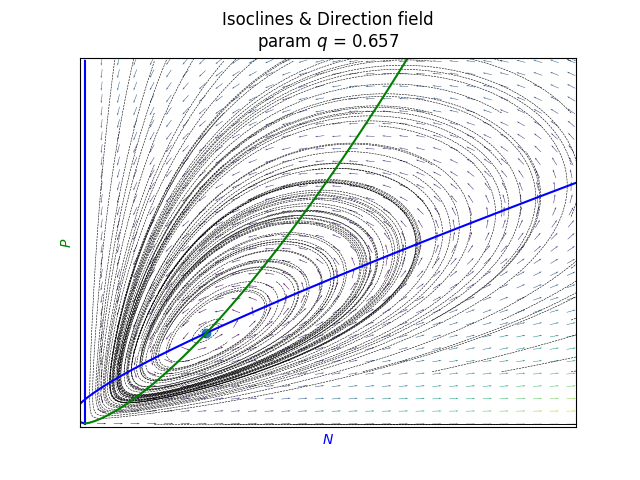 Isoclines & Direction field
param q = 0.657
P
N